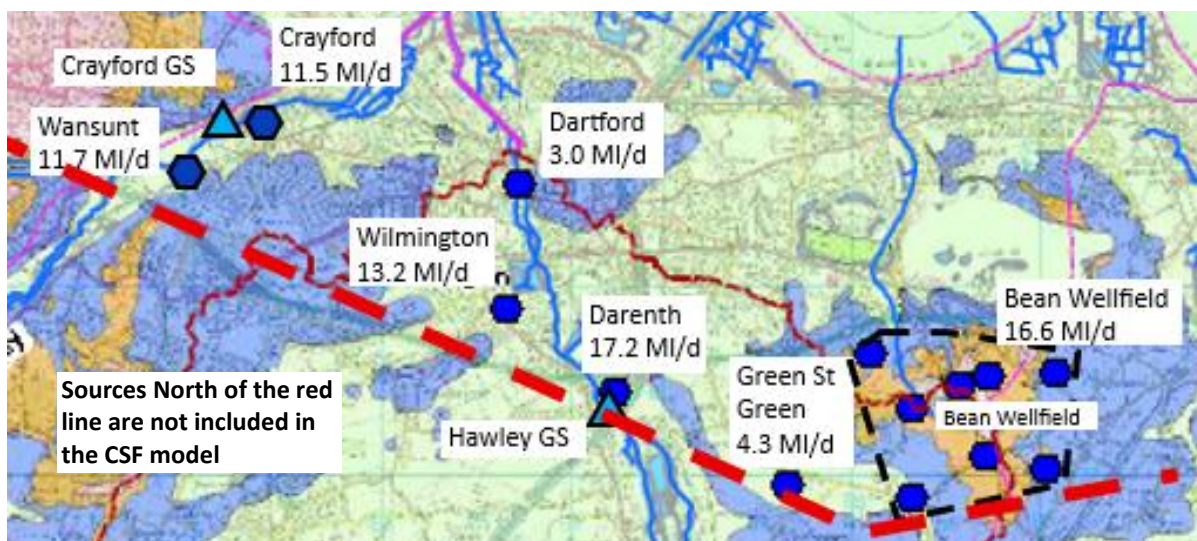 Crayford
11.5 Ml/d
Crayford GS
Wansunt
11.7 Ml/d
Dartford
3.0 Ml/d
Wilmington
13.2 Ml/d
Darenth
17.2 Ml/d
Bean Wellfield
16.6 Ml/d
Green St
Green
4.3 Ml/d
Bean Wellfield
Hawley GS
Sources North of the red
line are not included in
the CSF model